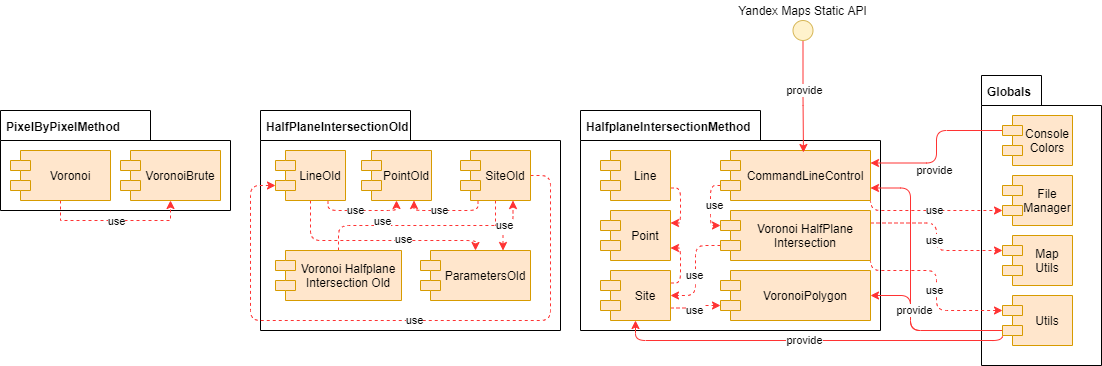 Yandex Maps Static API
provide
PixelByPixelMethod
Voronoi
VoronoiBrute
use
HalfPlaneIntersectionOld
LineOld
PointOld
SiteOld
use
use
use
Voronoi Halfplane
Intersection Old
ParametersOld
use
HalfplaneIntersectionMethod
Line
CommandLineControl
use
Point
Voronoi HalfPlane
Intersection
Site
use
VoronoiPolygon
Globals
provide
Console
Colors
use
File
Manager
use
Map
Utils
use
provide
Utils
provide